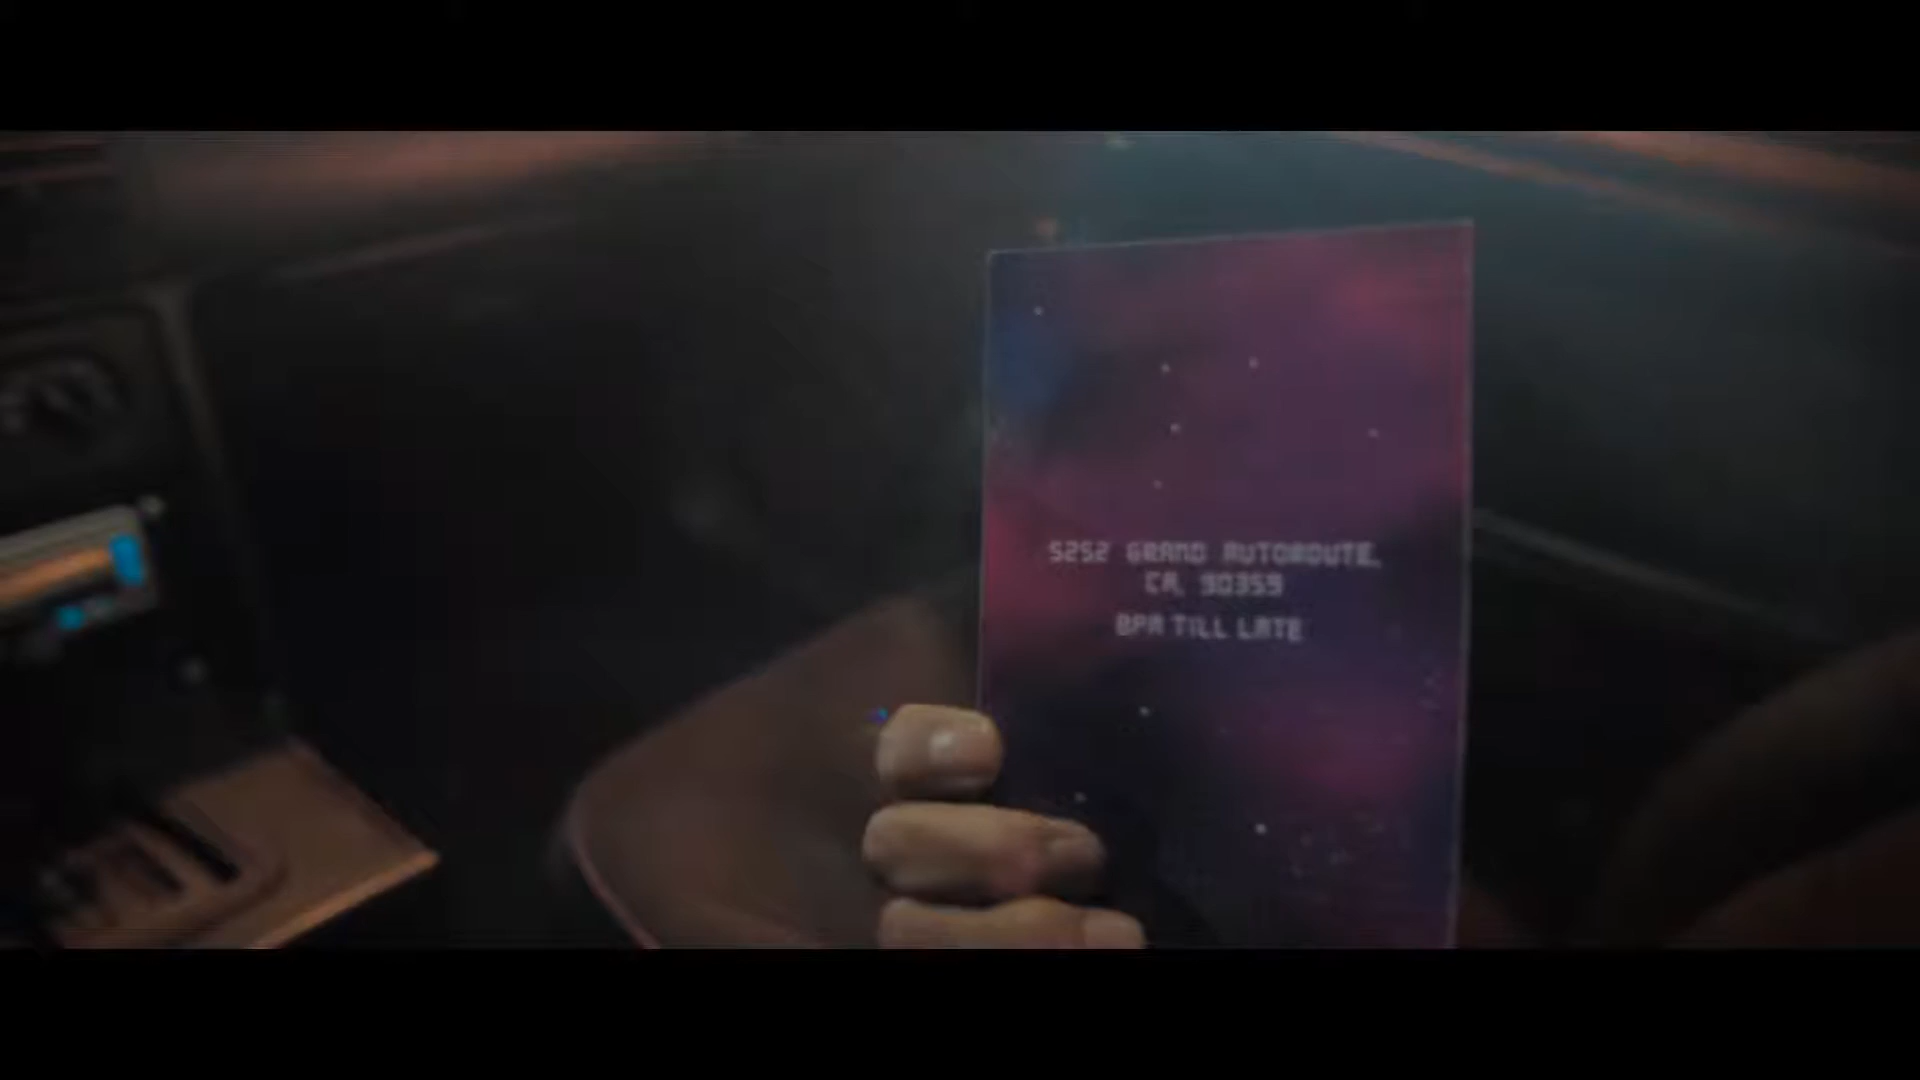 5252 GRAND AUTOROUTE,
CA, 90359
8PM TILL LATE